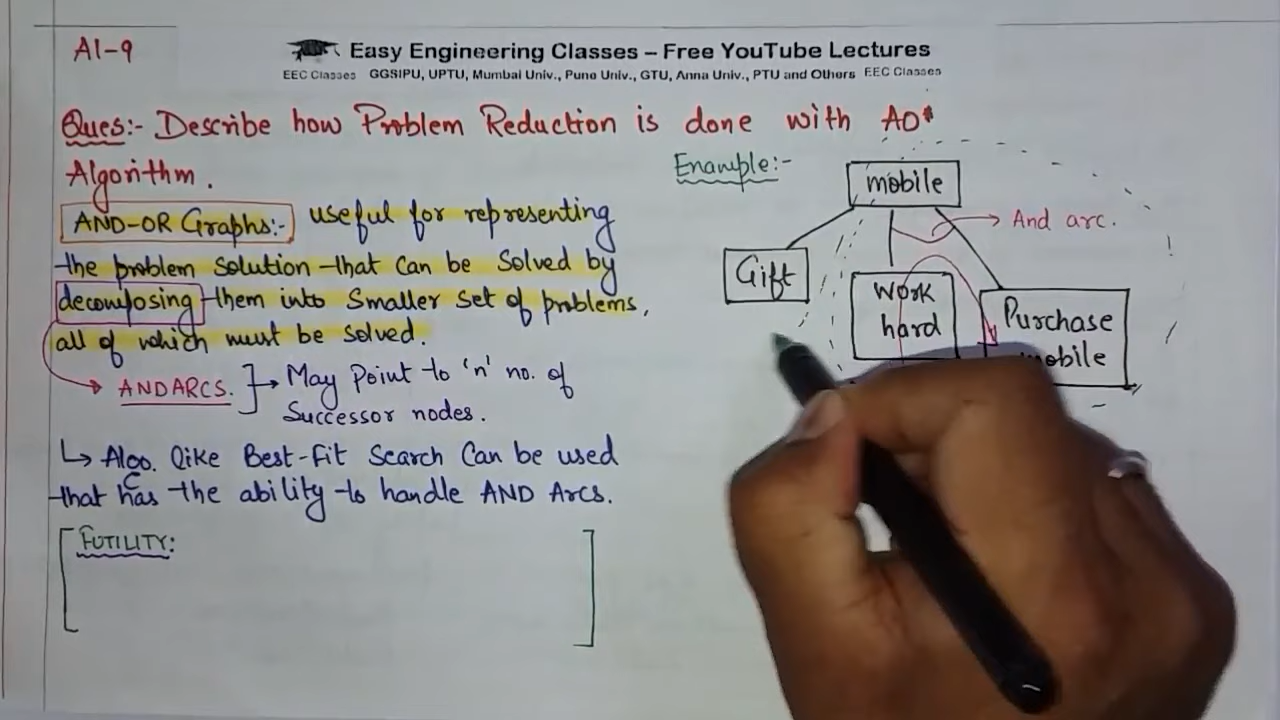 AI-9
Easy Engineering Classes – Free YouTube Lectures
EEC Classes GGSIPU, UPTU, Mumbai Univ., Pune Univ., GTU, Anna Univ., PTU and Others EEC Classes
Ques:- Describe how Problem Reduction is done with AO*
Algorithm.
AND-OR Graphs:- useful for representing
the problem solution that can be solved by
decomposing them into smaller set of problems,
all of which must be solved.
AND ARCS. → May Point to 'n' no. of
Successor nodes.
↳ Algo. like Best-fit Search Can be used
that has the ability to handle AND Arcs.
FUTILITY:
Enample:-
mobile
And arc.
Gift
Work
hard
Purchase
mobile